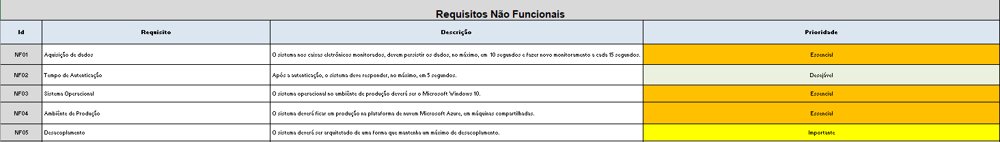 Requisitos Não Funcionais
Id Requisito Descrição Prioridade
NF01 Aquisição de dados O sistema nos caixas eletrônicos monitorados, devem persistir os dados, no máximo, em 10 segundos e fazer novo monitoramento a cada 15 segundos. Essencial
NF02 Tempo de Autenticação Após a autenticação, o sistema deve responder, no máximo, em 5 segundos. Desejável
NF03 Sistema Operacional O sistema operacional no ambiênte de produção deverá ser o Microsoft Windows 10. Essencial
NF04 Ambiênte de Produção O sistema deverá ficar em produção na plataforma de nuvem Microsoft Azure, em máquinas compartilhadas. Essencial
NF05 Desacoplamento O sistema deverá ser arquitetado de uma forma que mantenha um máximo de desacoplamento. Importante